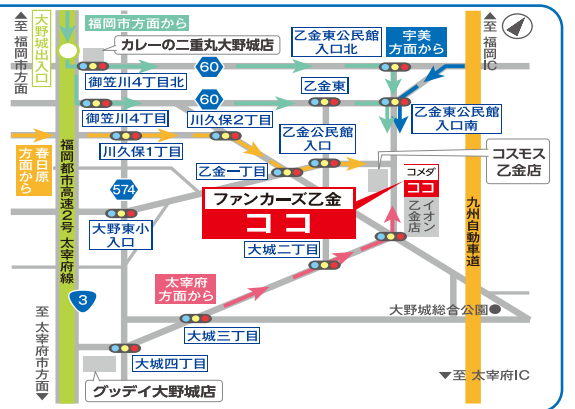 ▲至 福岡市方面
大野城出入口
福岡市方面から
カレーの二重丸大野城店
御笠川4丁目北
60
乙金東公民館
入口北
宇美
方面から
▲至 福岡IC
60
乙金東
御笠川4丁目
川久保2丁目
乙金公民館
入口
乙金東公民館
入口南
春日原
方面から
川久保1丁目
乙金一丁目
コスモス
乙金店
574
ファンカーズ乙金
ココ
コメダ
ココ
イオン
乙金店
大野東小
入口
福岡都市高速2号 太宰府線
九州自動車道
大城二丁目
太宰府
方面から
3
大野城総合公園
大城三丁目
至 太宰府市方面▼
大城四丁目
グッデイ大野城店
▼至 太宰府IC